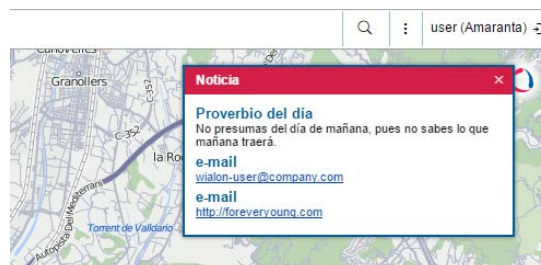 user (Amaranta)
Canovelles
Granollers
C-352
C-352
la Ro
Noticia
Proverbio del día
No presumas del día de mañana, pues no sabes lo que
mañana traerá.
e-mail
wialon-user@company.com
e-mail
http://foreveryoung.com
Autopista Del Mediterrani
Torrent de Valldario